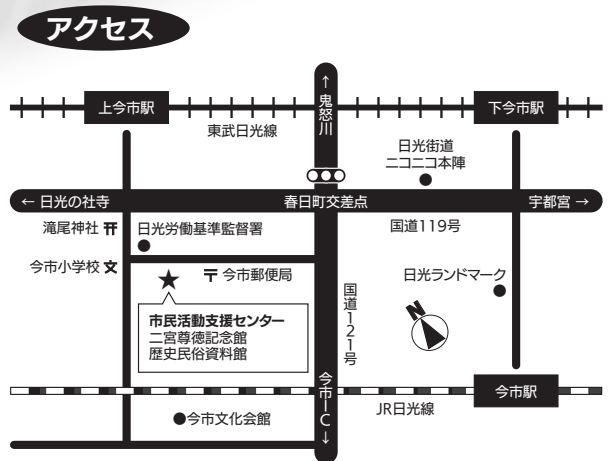 アクセス
上今市駅
東武日光線
↑鬼怒川
下今市駅
日光街道
ニコニコ本陣
← 日光の社寺
春日町交差点
宇都宮 →
滝尾神社
日光労働基準監督署
国道119号
今市小学校 文
〒 今市郵便局
日光ランドマーク
市民活動支援センター
二宮尊徳記念館
歴史民俗資料館
国道121号
N
今市IC↓
今市駅
JR日光線
●今市文化会館